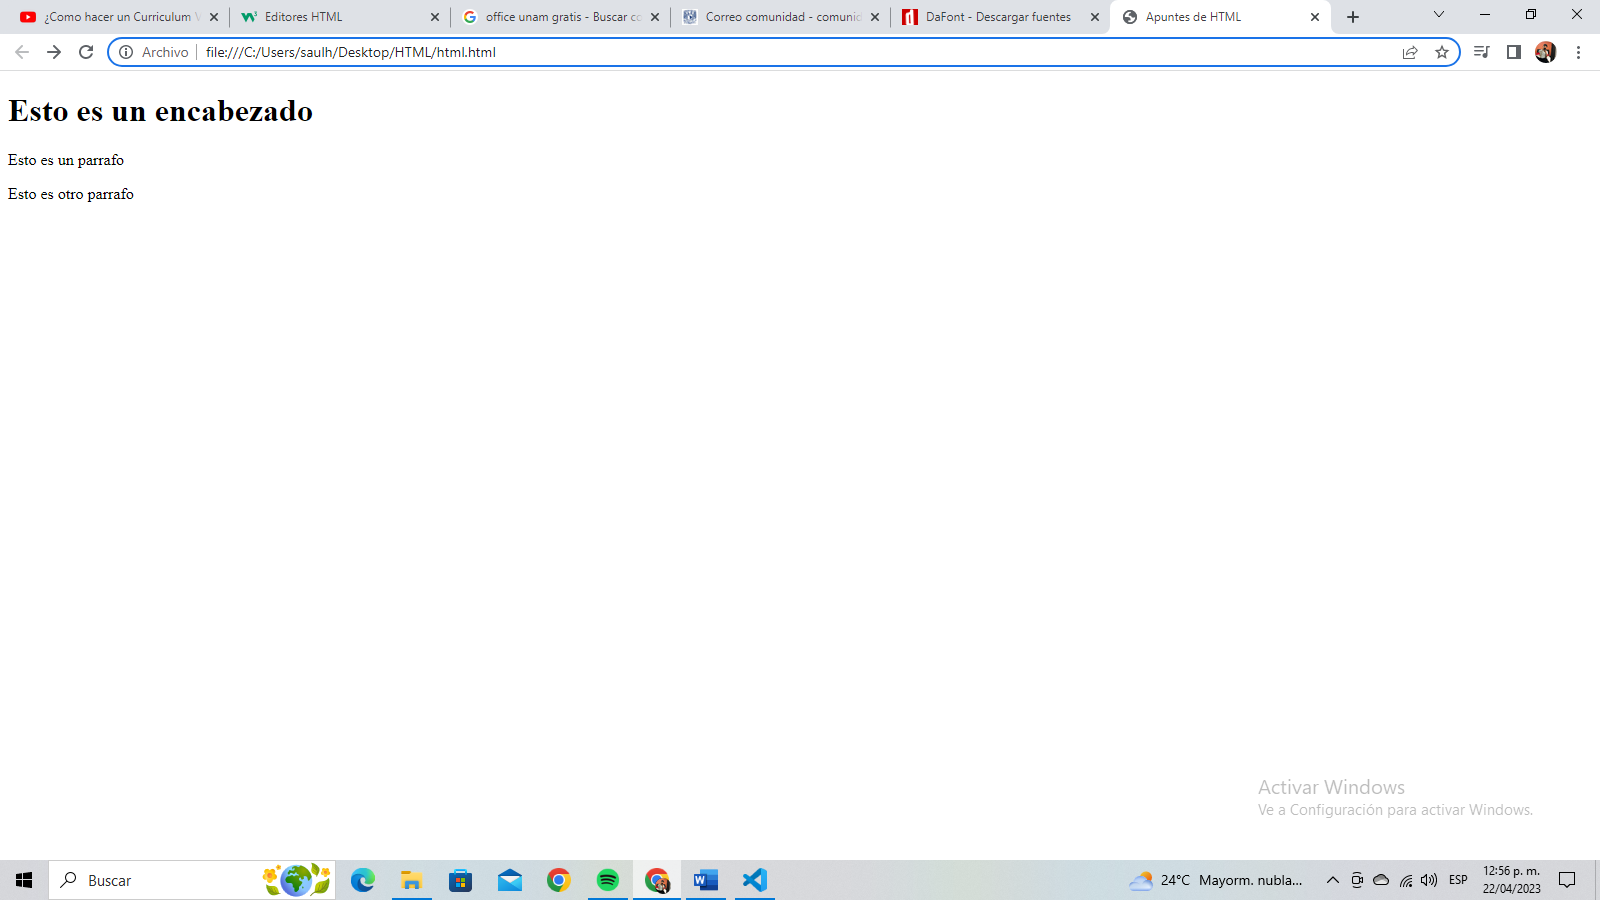 ¿Como hacer un Curriculum
Editores HTML
office unam gratis - Buscar
Correo comunidad - comunid
DaFont - Descargar fuentes
Apuntes de HTML
Archivo
file:///C:/Users/saulh/Desktop/HTML/html.html
Esto es un encabezado
Esto es un parrafo
Esto es otro parrafo
Activar Windows
Ve a Configuración para activar Windows.
Buscar
24°C Mayorm. nubla...
ESP
12:56 p. m.
22/04/2023